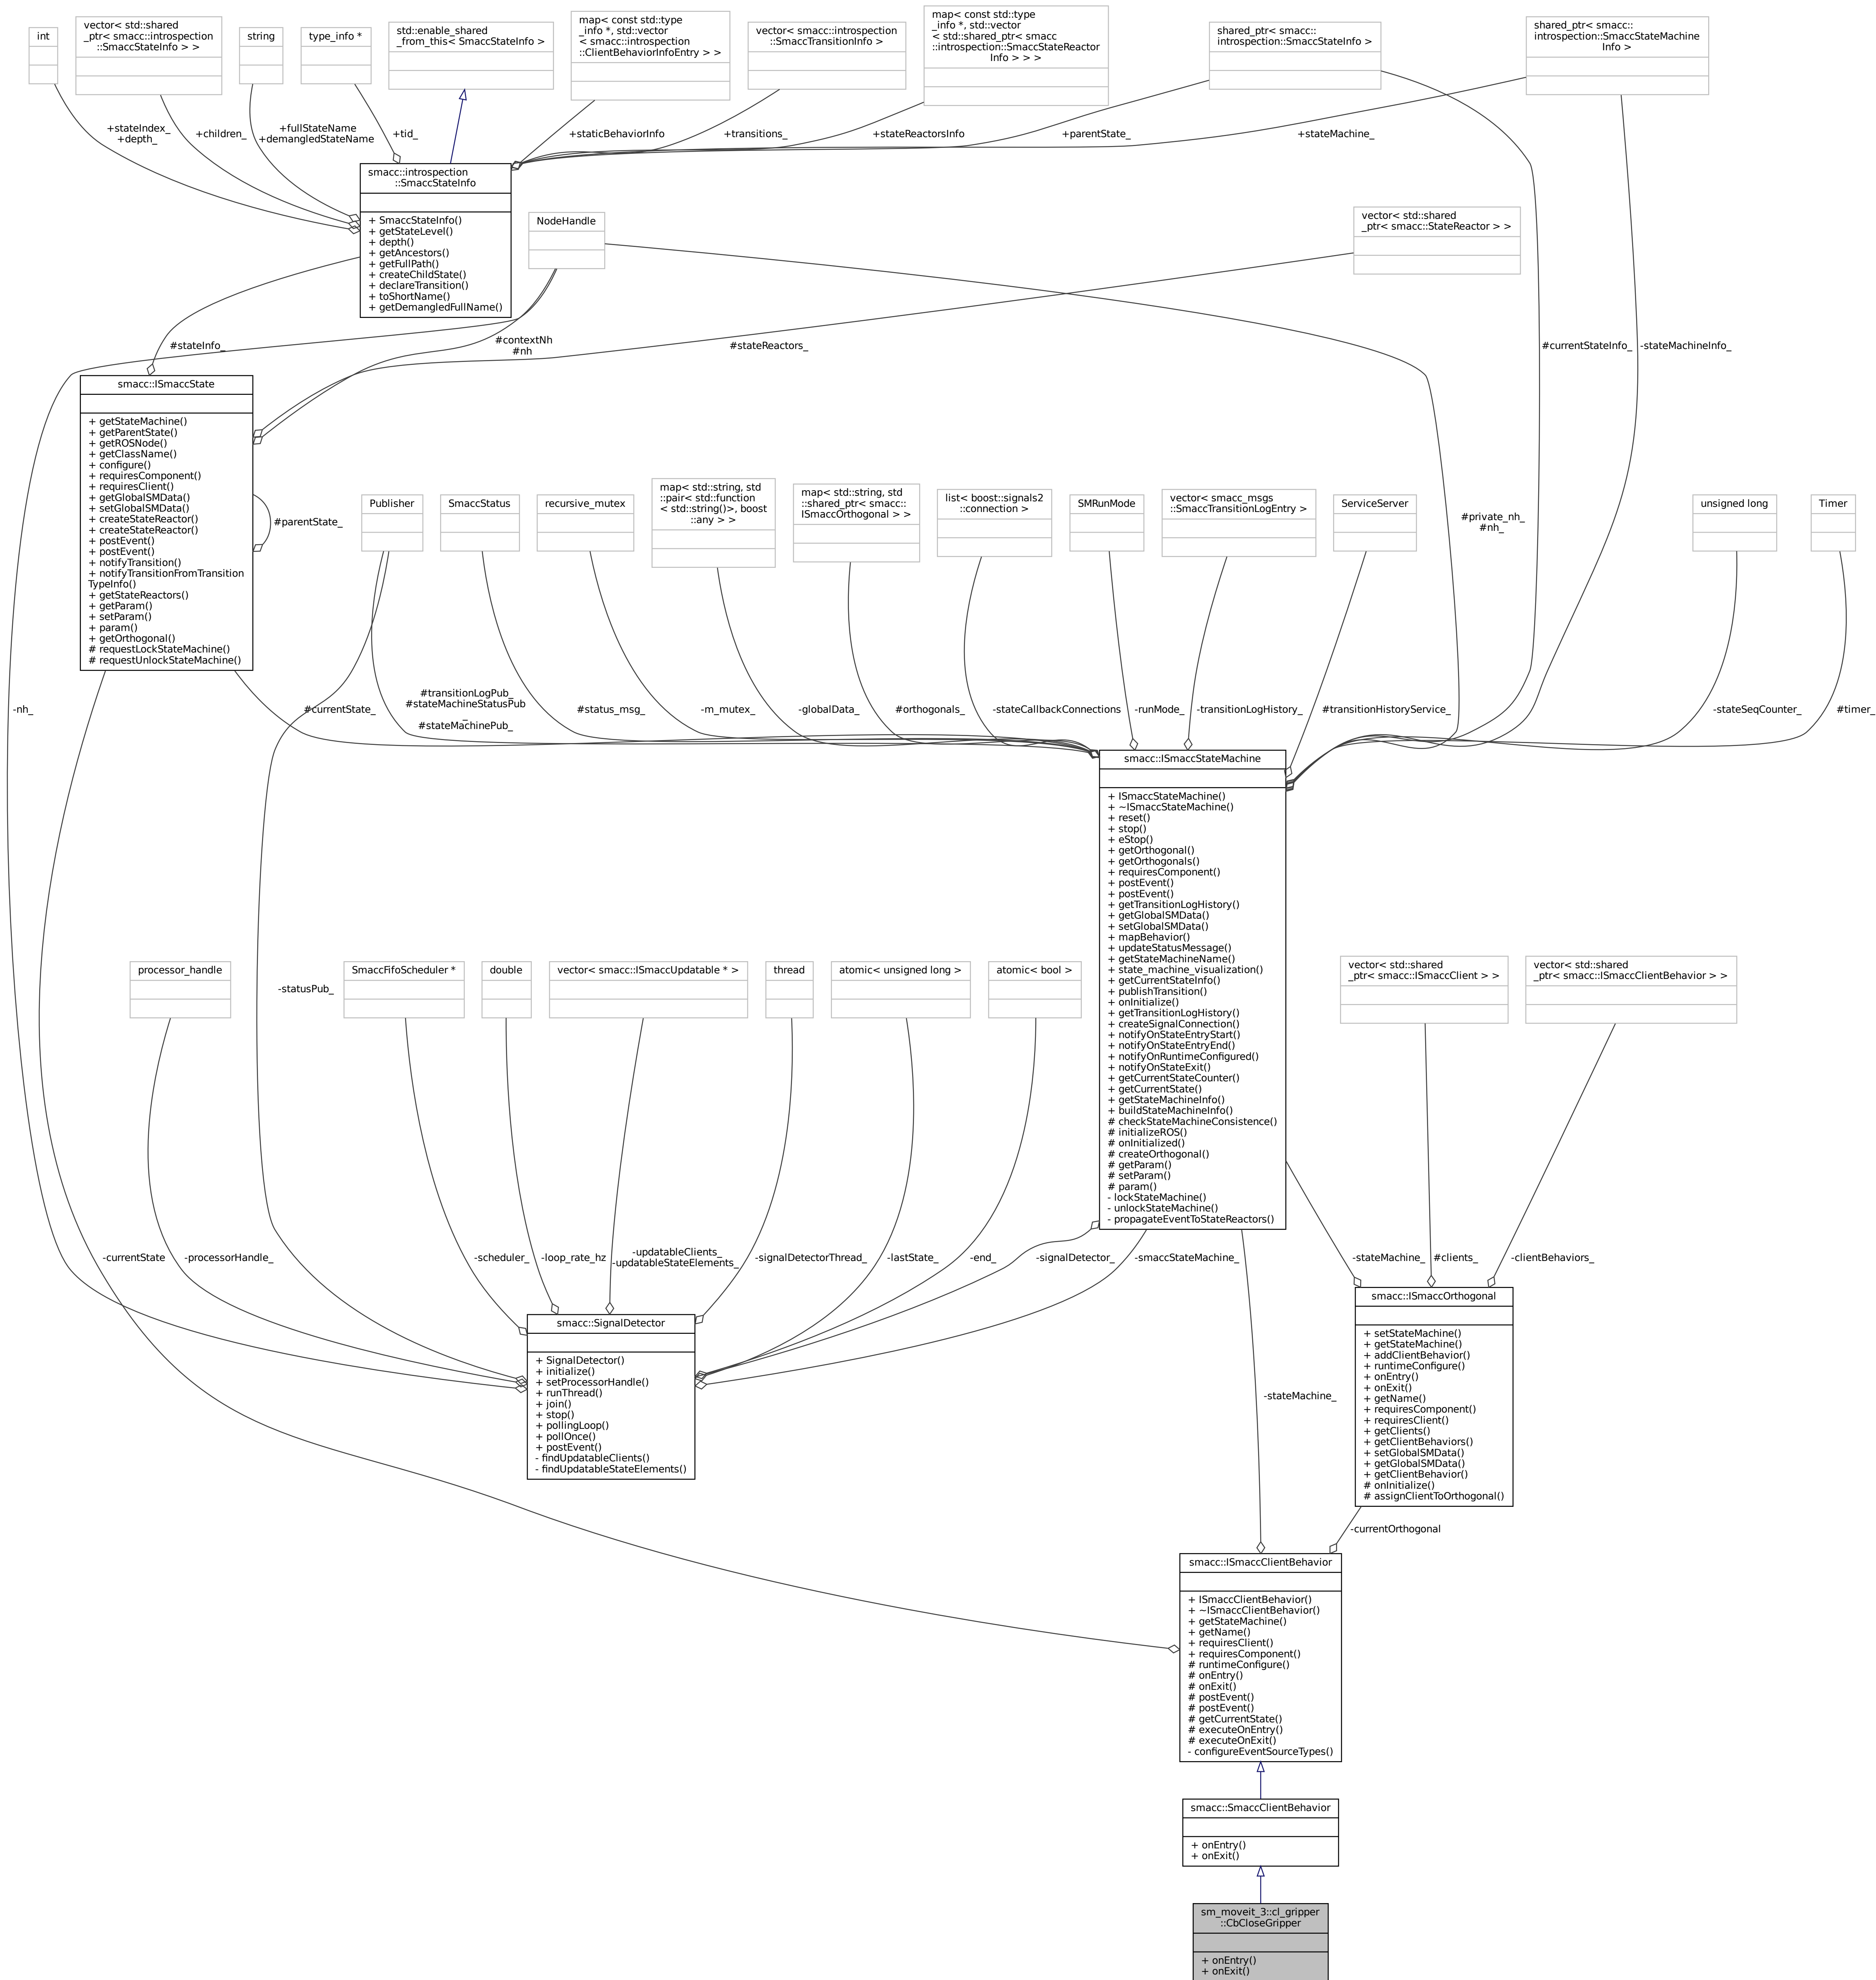 int
vector< std::shared
_ptr< smacc::introspection
::SmaccStateInfo > >
string
type_info *
std::enable_shared
_from_this< SmaccStateInfo >
map< const std::type
_info *, std::vector
< smacc::introspection
::ClientBehaviorInfoEntry > >
vector< smacc::introspection
::SmaccTransitionInfo >
map< const std::type
_info *, std::vector
< std::shared_ptr< smacc
::introspection::SmaccStateReactor
Info > > >
shared_ptr< smacc::
introspection::SmaccStateInfo >
shared_ptr< smacc::
introspection::SmaccStateMachine
Info >
+stateIndex_
+depth_
+children_
+fullStateName
+demangledStateName
+tid_
+staticBehaviorInfo
+transitions_
+stateReactorsInfo
+parentState_
+stateMachine_
smacc::introspection
::SmaccStateInfo
+ SmaccStateInfo()
+ getStateLevel()
+ depth()
+ getAncestors()
+ getFullPath()
+ createChildState()
+ declareTransition()
+ toShortName()
+ getDemangledFullName()
NodeHandle
vector< std::shared
_ptr< smacc::StateReactor > >
#stateInfo_
#contextNh
#nh
#stateReactors_
#currentStateInfo_
-stateMachineInfo_
smacc::ISmaccState
+ getStateMachine()
+ getParentState()
+ getROSNode()
+ getClassName()
+ configure()
+ requiresComponent()
+ requiresClient()
+ getGlobalSMData()
+ setGlobalSMData()
+ createStateReactor()
+ createStateReactor()
+ postEvent()
+ postEvent()
+ notifyTransition()
+ notifyTransitionFromTransition
TypeInfo()
+ getStateReactors()
+ getParam()
+ setParam()
+ param()
+ getOrthogonal()
# requestLockStateMachine()
# requestUnlockStateMachine()
#parentState_
Publisher
SmaccStatus
recursive_mutex
map< std::string, std
::pair< std::function
< std::string()>, boost
::any > >
map< std::string, std
::shared_ptr< smacc::
ISmaccOrthogonal > >
list< boost::signals2
::connection >
SMRunMode
vector< smacc_msgs
::SmaccTransitionLogEntry >
ServiceServer
#private_nh_
#nh_
unsigned long
Timer
-nh_
#currentState_
#transitionLogPub_
#stateMachineStatusPub
_
#stateMachinePub_
#status_msg_
-m_mutex_
-globalData_
#orthogonals_
-stateCallbackConnections
-runMode_
-transitionLogHistory_
#transitionHistoryService_
-stateSeqCounter_
#timer_
smacc::ISmaccStateMachine
+ ISmaccStateMachine()
+ ~ISmaccStateMachine()
+ reset()
+ stop()
+ eStop()
+ getOrthogonal()
+ getOrthogonals()
+ requiresComponent()
+ postEvent()
+ postEvent()
+ getTransitionLogHistory()
+ getGlobalSMData()
+ setGlobalSMData()
+ mapBehavior()
+ updateStatusMessage()
+ getStateMachineName()
+ state_machine_visualization()
+ getCurrentStateInfo()
+ publishTransition()
+ onInitialize()
+ getTransitionLogHistory()
+ createSignalConnection()
+ notifyOnStateEntryStart()
+ notifyOnStateEntryEnd()
+ notifyOnRuntimeConfigured()
+ notifyOnStateExit()
+ getCurrentStateCounter()
+ getCurrentState()
+ getStateMachineInfo()
+ buildStateMachineInfo()
# checkStateMachineConsistence()
# initializeROS()
# onInitialized()
# createOrthogonal()
# getParam()
# setParam()
# param()
- lockStateMachine()
- unlockStateMachine()
- propagateEventToStateReactors()
processor_handle
-statusPub_
SmaccFifoScheduler *
double
vector< smacc::ISmaccUpdatable * >
thread
atomic< unsigned long >
atomic< bool >
vector< std::shared
_ptr< smacc::ISmaccClient > >
vector< std::shared
_ptr< smacc::ISmaccClientBehavior > >
-currentState
-processorHandle_
-scheduler_
-loop_rate_hz
-updatableClients_
-updatableStateElements_
-signalDetectorThread_
-lastState_
-end_
-signalDetector_
-smaccStateMachine_
-stateMachine_
#clients_
-clientBehaviors_
smacc::SignalDetector
+ SignalDetector()
+ initialize()
+ setProcessorHandle()
+ runThread()
+ join()
+ stop()
+ pollingLoop()
+ pollOnce()
+ postEvent()
- findUpdatableClients()
- findUpdatableStateElements()
-stateMachine_
smacc::ISmaccOrthogonal
+ setStateMachine()
+ getStateMachine()
+ addClientBehavior()
+ runtimeConfigure()
+ onEntry()
+ onExit()
+ getName()
+ requiresComponent()
+ requiresClient()
+ getClients()
+ getClientBehaviors()
+ setGlobalSMData()
+ getGlobalSMData()
+ getClientBehavior()
# onInitialize()
# assignClientToOrthogonal()
-currentOrthogonal
smacc::ISmaccClientBehavior
+ ISmaccClientBehavior()
+ ~ISmaccClientBehavior()
+ getStateMachine()
+ getName()
+ requiresClient()
+ requiresComponent()
# runtimeConfigure()
# onEntry()
# onExit()
# postEvent()
# postEvent()
# getCurrentState()
# executeOnEntry()
# executeOnExit()
- configureEventSourceTypes()
smacc::SmaccClientBehavior
+ onEntry()
+ onExit()
sm_moveit_3::cl_gripper
::CbCloseGripper
+ onEntry()
+ onExit()